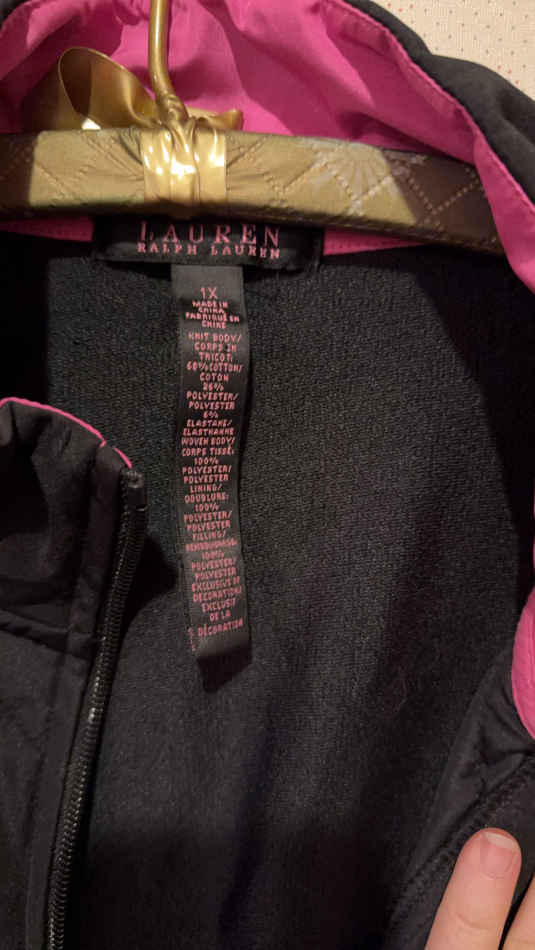 LAUREN
RALPH LAUREN
1X
MADE IN
CHINA
FABRIQUÉ EN
CHINE
KNIT BODY/
CORPS EN
TRICOT:
68% COTTON/
COTON
26%
POLYESTER/
POLYESTER
6%
ELASTANE/
ELASTHANNE
WOVEN BODY/
CORPS TISSÉ:
100%
POLYESTER/
POLYESTER
LINING/
DOUBLURE:
100%
POLYESTER/
POLYESTER
FILLING/
REMBOURRAGE:
100%
POLYESTER/
POLYESTER
EXCLUSIVE OF
DECORATION/
EXCLUSIF
DE LA
DÉCORATION